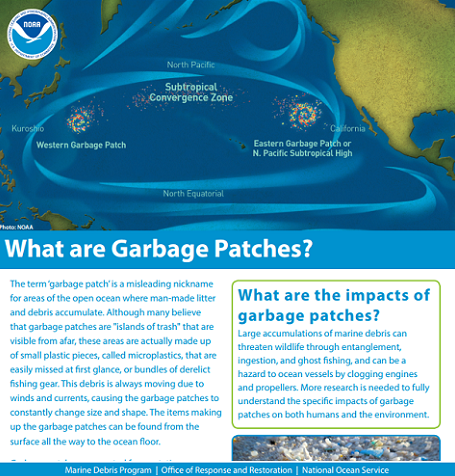 NOAA
North Pacific
Subtropical
Convergence Zone
Kuroshio
California
Western Garbage Patch
Eastern Garbage Patch or
N. Pacific Subtropical High
North Equatorial
Photo: NOAA
What are Garbage Patches?
The term ‘garbage patch’ is a misleading nickname
for areas of the open ocean where man-made litter
and debris accumulate. Although many believe
that garbage patches are "islands of trash" that are
visible from afar, these areas are actually made up
of small plastic pieces, called microplastics, that are
easily missed at first glance, or bundles of derelict
fishing gear. This debris is always moving due to
winds and currents, causing the garbage patches to
constantly change size and shape. The items making
up the garbage patches can be found from the
surface all the way to the ocean floor.
What are the impacts of
garbage patches?
Large accumulations of marine debris can
threaten wildlife through entanglement,
ingestion, and ghost fishing, and can be a
hazard to ocean vessels by clogging engines
and propellers. More research is needed to fully
understand the specific impacts of garbage
patches on both humans and the environment.
Marine Debris Program | Office of Response and Restoration | National Ocean Service